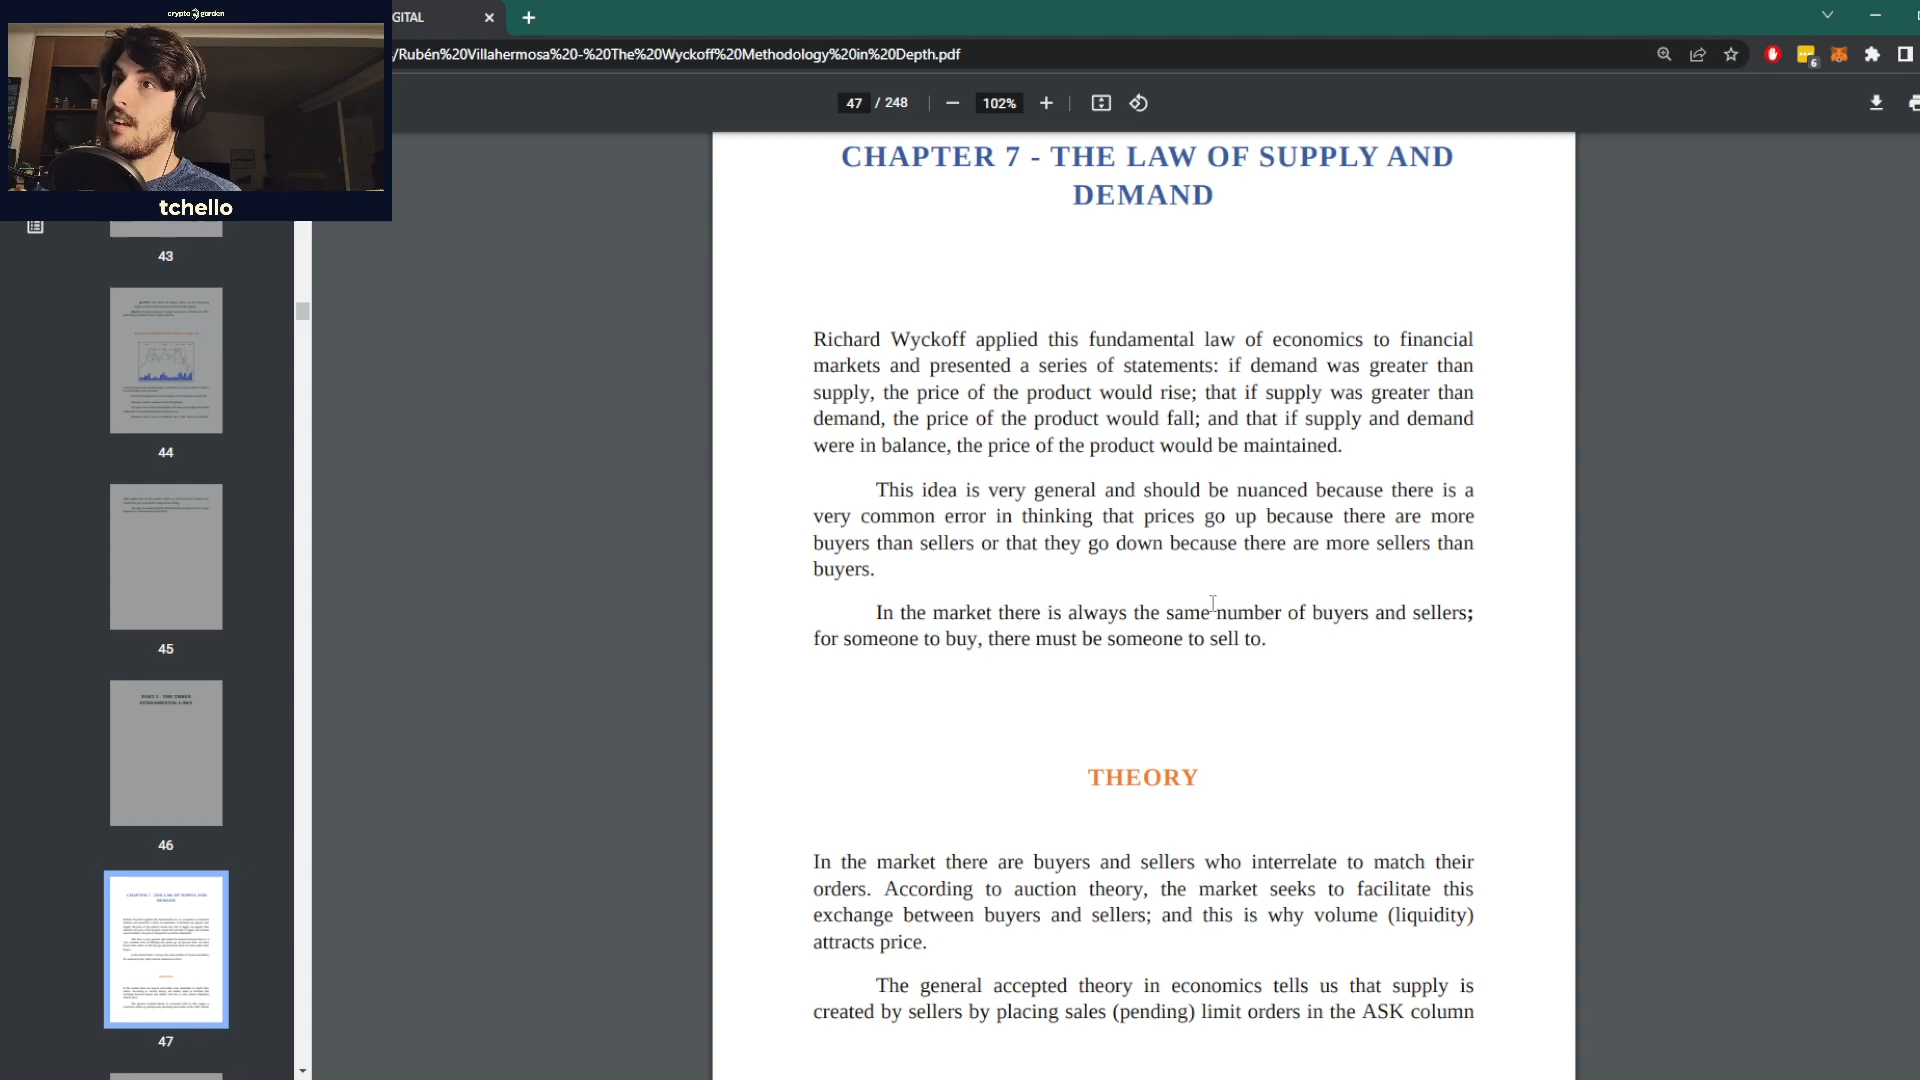 crypto garden
GITAL
/Rubén%20Villahermosa%20-%20The%20Wyckoff%20Methodology%20in%20Depth.pdf
6
47 / 248
102%
tchello
43
44
45
PART 3 - THE THREE
FUNDAMENTAL LAWS
46
47
CHAPTER 7 - THE LAW OF SUPPLY AND
DEMAND
Richard Wyckoff applied this fundamental law of economics to financial
markets and presented a series of statements: if demand was greater than
supply, the price of the product would rise; that if supply was greater than
demand, the price of the product would fall; and that if supply and demand
were in balance, the price of the product would be maintained.
This idea is very general and should be nuanced because there is a
very common error in thinking that prices go up because there are more
buyers than sellers or that they go down because there are more sellers than
buyers.
In the market there is always the same number of buyers and sellers;
for someone to buy, there must be someone to sell to.
THEORY
In the market there are buyers and sellers who interrelate to match their
orders. According to auction theory, the market seeks to facilitate this
exchange between buyers and sellers; and this is why volume (liquidity)
attracts price.
The general accepted theory in economics tells us that supply is
created by sellers by placing sales (pending) limit orders in the ASK column